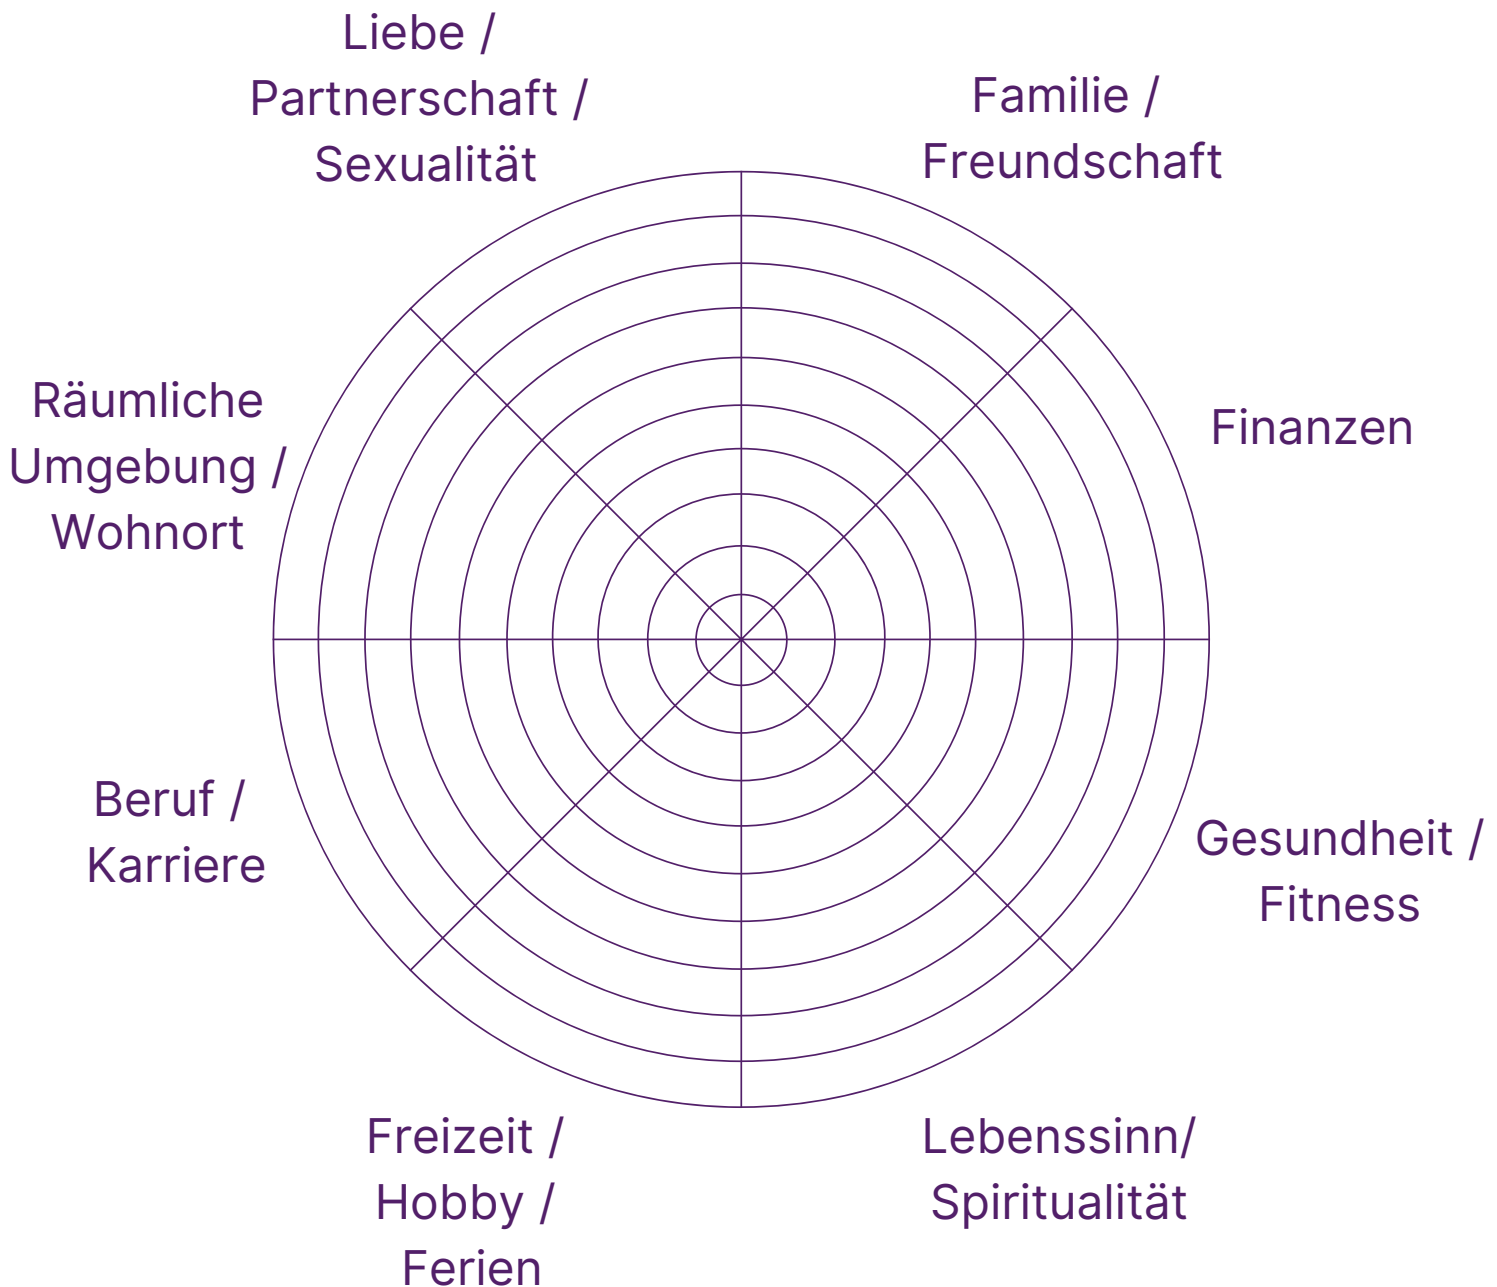 Liebe /
Partnerschaft /
Sexualität
Familie /
Freundschaft
Räumliche
Umgebung /
Wohnort
Finanzen
Beruf /
Karriere
Gesundheit /
Fitness
Freizeit /
Hobby /
Ferien
Lebenssinn/
Spiritualität